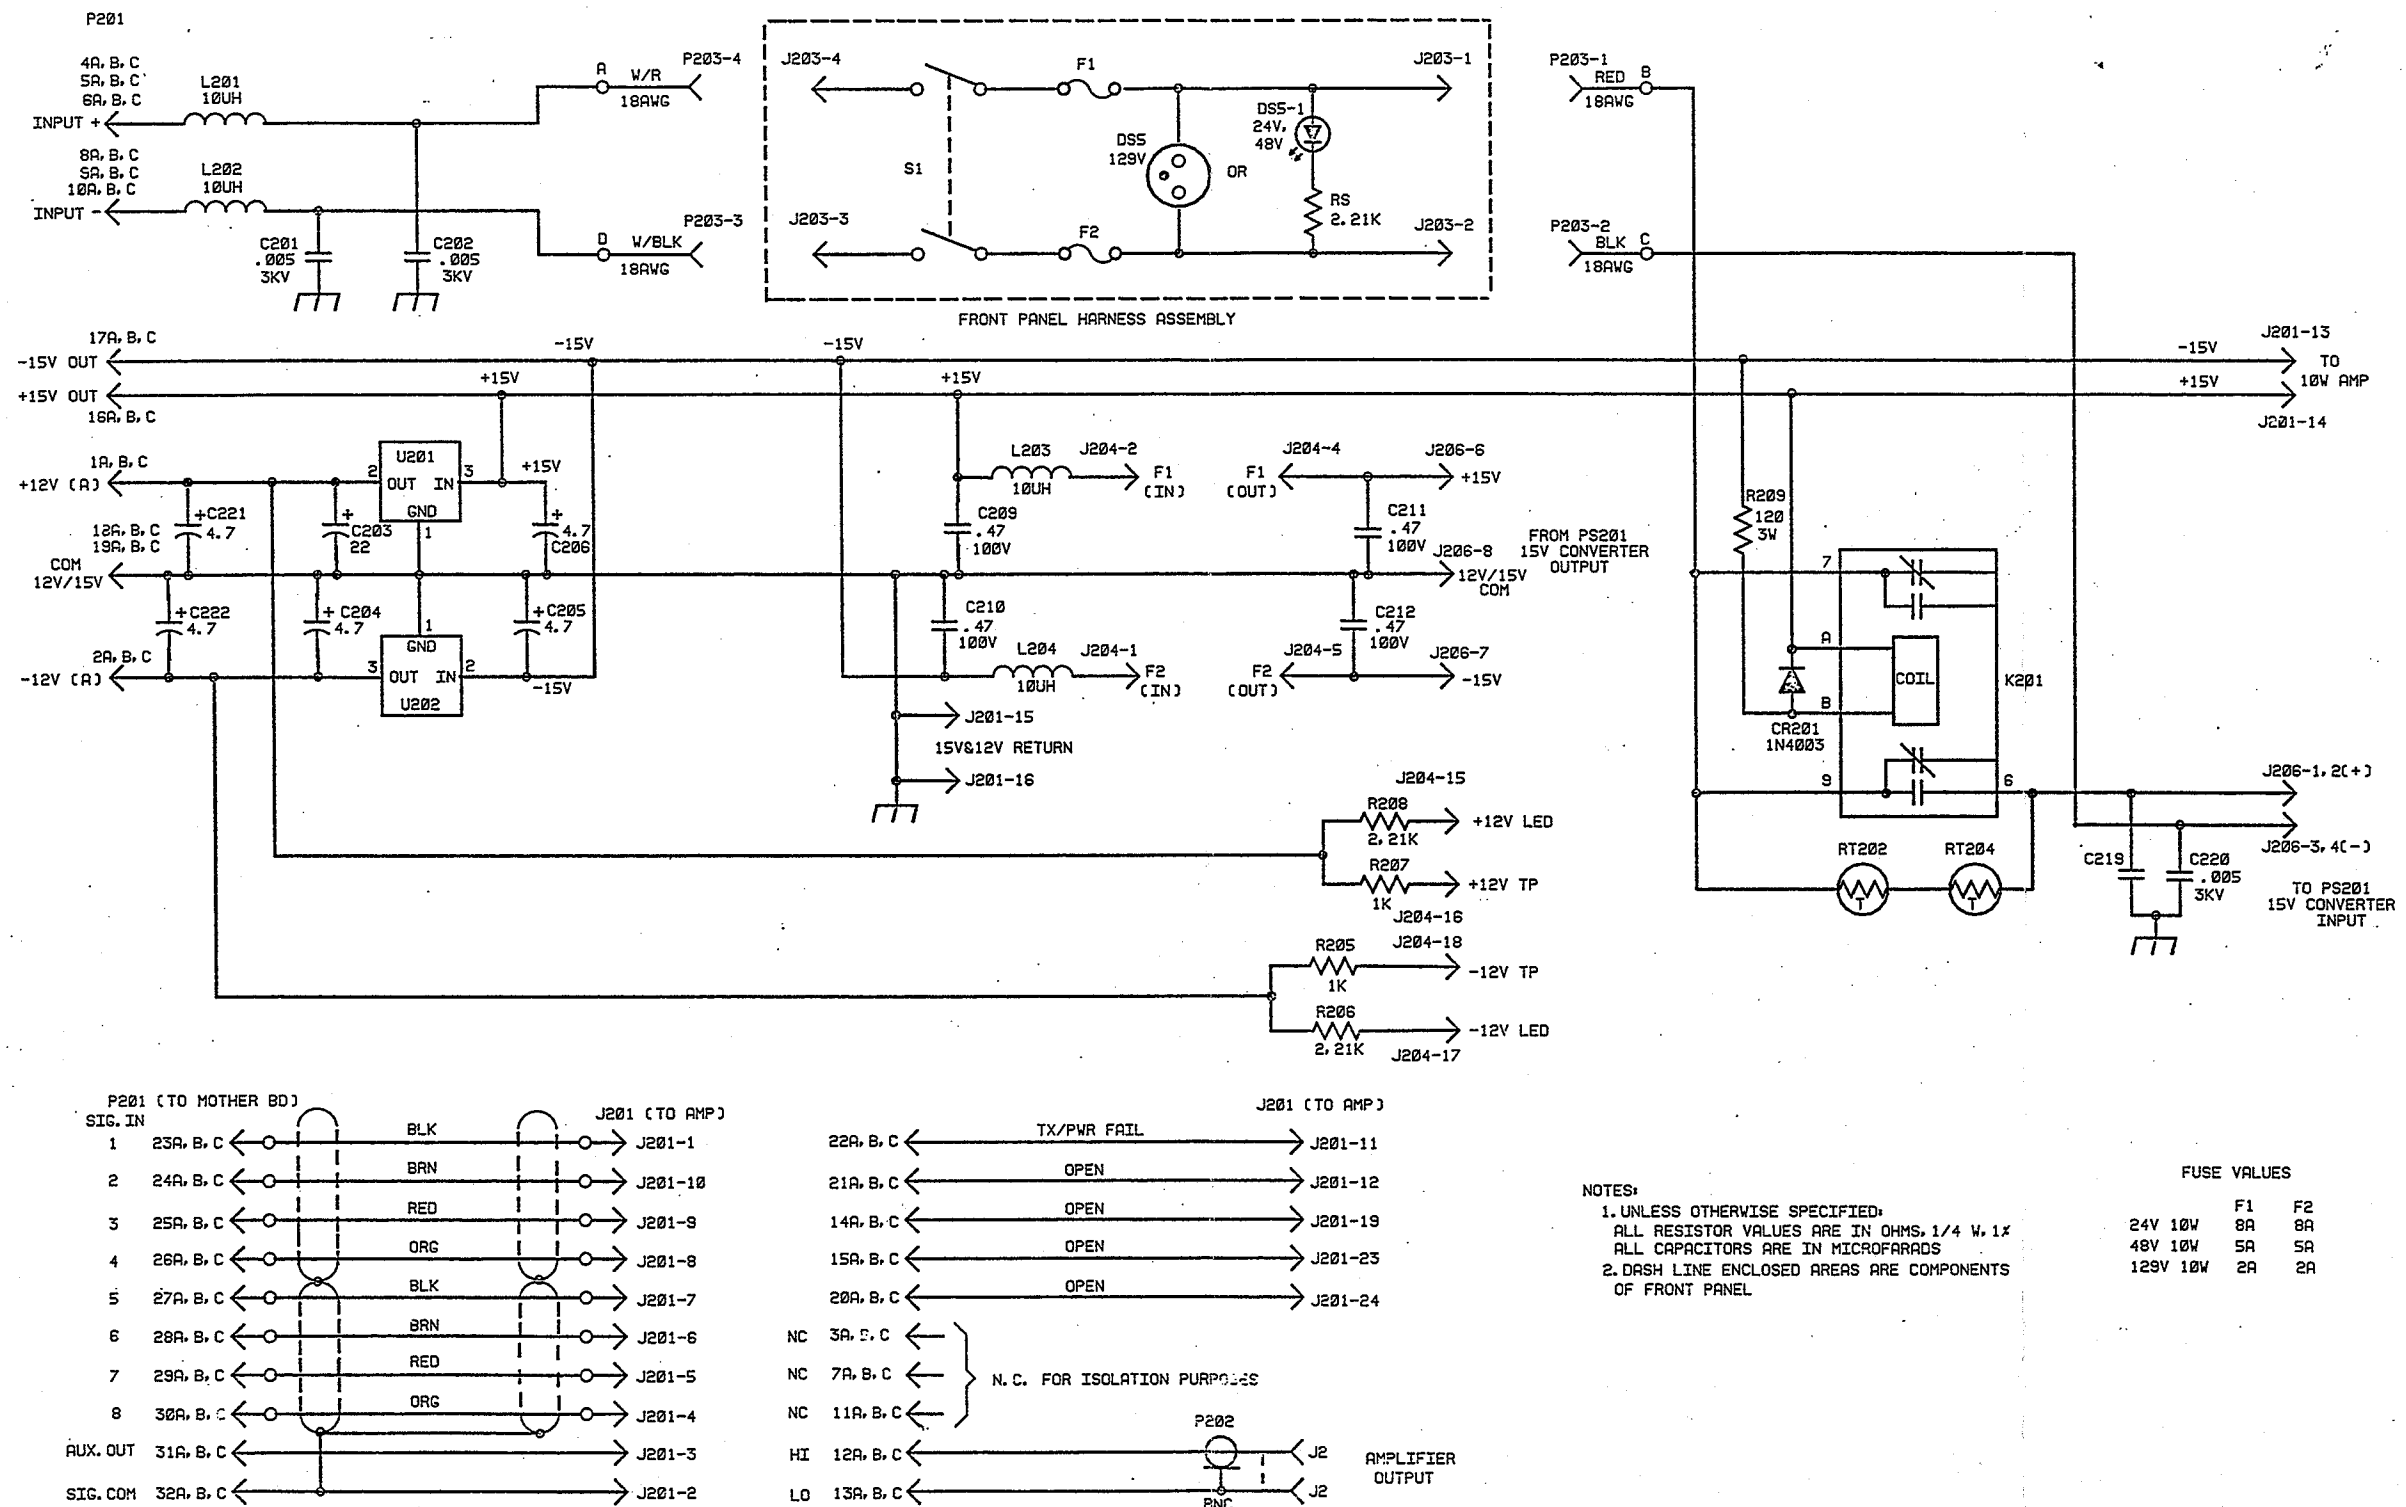 P201
4A, B, C
5A, B, C
6A, B, C
INPUT +
L201
10UH
A
W/R
18AWG
P203-4
8A, B, C
9A, B, C
10A, B, C
INPUT -
L202
10UH
C201
.005
3KV
C202
.005
3KV
D
W/BLK
18AWG
P203-3
J203-4
F1
J203-1
S1
DS5
129V
OR
DS5-1
24V,
48V
RS
2.21K
J203-3
F2
J203-2
FRONT PANEL HARNESS ASSEMBLY
P203-1
RED B
18AWG
P203-2
BLK C
18AWG
17A, B, C
-15V OUT
-15V
-15V
-15V
J201-13
TO
10W AMP
+15V OUT
16A, B, C
+15V
+15V
+15V
J201-14
1A, B, C
+12V (A)
+C221
4.7
+
C203
22
U201
2
OUT IN
3
GND
1
+15V
+
4.7
C206
12A, B, C
19A, B, C
COM
12V/15V
+C222
4.7
+C204
4.7
+C205
4.7
1
GND
3
OUT IN
2
U202
-15V
2A, B, C
-12V (A)
L203
10UH
J204-2
F1
(IN)
C209
.47
100V
J204-4
F1
(OUT)
J206-6
+15V
C211
.47
100V
FROM PS201
15V CONVERTER
OUTPUT
J206-8
12V/15V
COM
C210
.47
100V
C212
.47
100V
L204
10UH
J204-1
F2
(IN)
J204-5
F2
(OUT)
J206-7
-15V
J201-15
15V&12V RETURN
J201-16
R209
120
3W
7
A
COIL
B
K201
CR201
1N4003
9
6
RT202
T
RT204
T
J206-1,2(+)
J206-3,4(-)
C219
C220
.005
3KV
TO PS201
15V CONVERTER
INPUT
J204-15
R208
2,21K
+12V LED
R207
1K
+12V TP
J204-16
R205
1K
J204-18
-12V TP
R206
2,21K
-12V LED
J204-17
P201 (TO MOTHER BD)
SIG. IN
J201 (TO AMP)
1 23A, B, C BLK J201-1
2 24A, B, C BRN J201-10
3 25A, B, C RED J201-9
4 26A, B, C ORG J201-8
5 27A, B, C BLK J201-7
6 28A, B, C BRN J201-6
7 29A, B, C RED J201-5
8 30A, B, C ORG J201-4
AUX. OUT 31A, B, C J201-3
SIG. COM 32A, B, C J201-2
J201 (TO AMP)
22A, B, C TX/PWR FAIL J201-11
21A, B, C OPEN J201-12
14A, B, C OPEN J201-19
15A, B, C OPEN J201-23
20A, B, C OPEN J201-24
NC 3A, B, C
NC 7A, B, C
NC 11A, B, C
N.C. FOR ISOLATION PURPOSES
P202
HI 12A, B, C J2
LO 13A, B, C J2
BNC
AMPLIFIER
OUTPUT
NOTES:
1. UNLESS OTHERWISE SPECIFIED:
ALL RESISTOR VALUES ARE IN OHMS, 1/4 W, 1%
ALL CAPACITORS ARE IN MICROFARADS
2. DASH LINE ENCLOSED AREAS ARE COMPONENTS
OF FRONT PANEL
FUSE VALUES
F1 F2
24V 10W 8A 8A
48V 10W 5A 5A
129V 10W 2A 2A